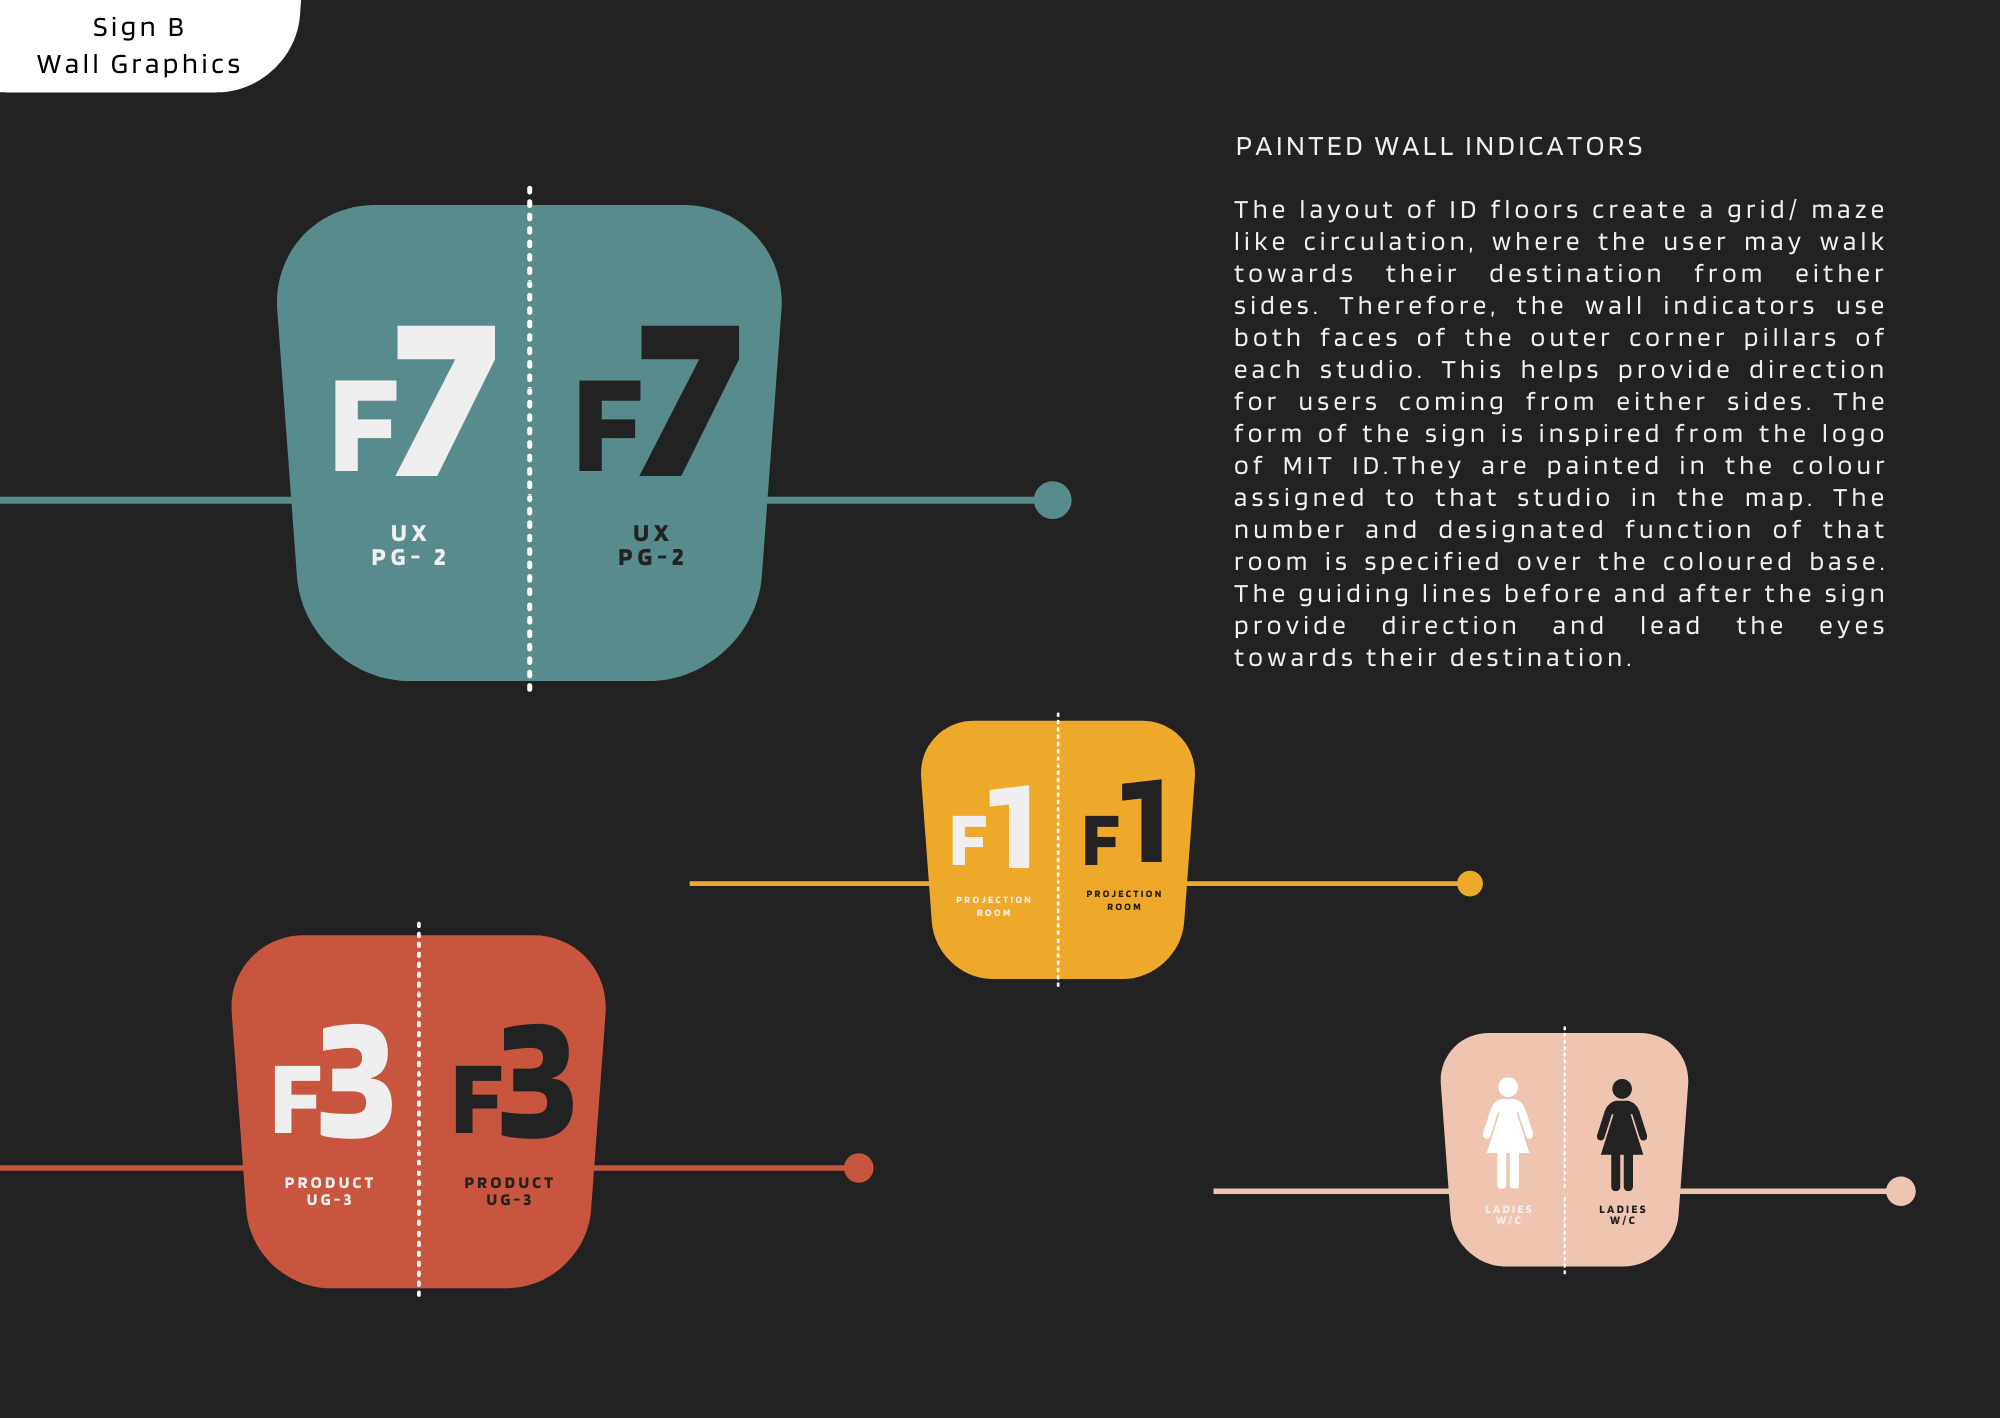 Sign B
Wall Graphics
PAINTED WALL INDICATORS
The layout of ID floors create a grid/ maze
like circulation, where the user may walk
towards their destination from either
sides. Therefore, the wall indicators use
both faces of the outer corner pillars of
each studio. This helps provide direction
for users coming from either sides. The
form of the sign is inspired from the logo
of MIT ID.They are painted in the colour
assigned to that studio in the map. The
number and designated function of that
room is specified over the coloured base.
The guiding lines before and after the sign
provide direction and lead the eyes
towards their destination.
F7
UX
PG- 2
F7
UX
PG-2
F1
PROJECTION
ROOM
F1
PROJECTION
ROOM
F3
PRODUCT
UG-3
F3
PRODUCT
UG-3
LADIES
W/C
LADIES
W/C